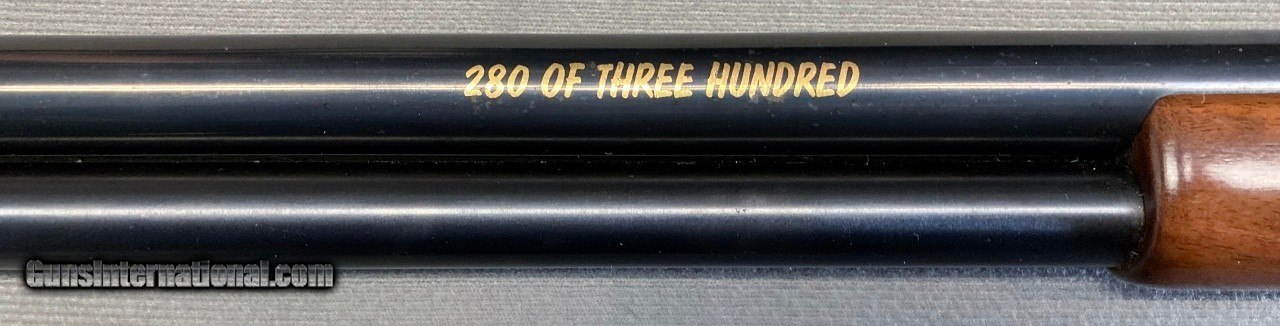 280 OF THREE HUNDRED
GunsInternational.com